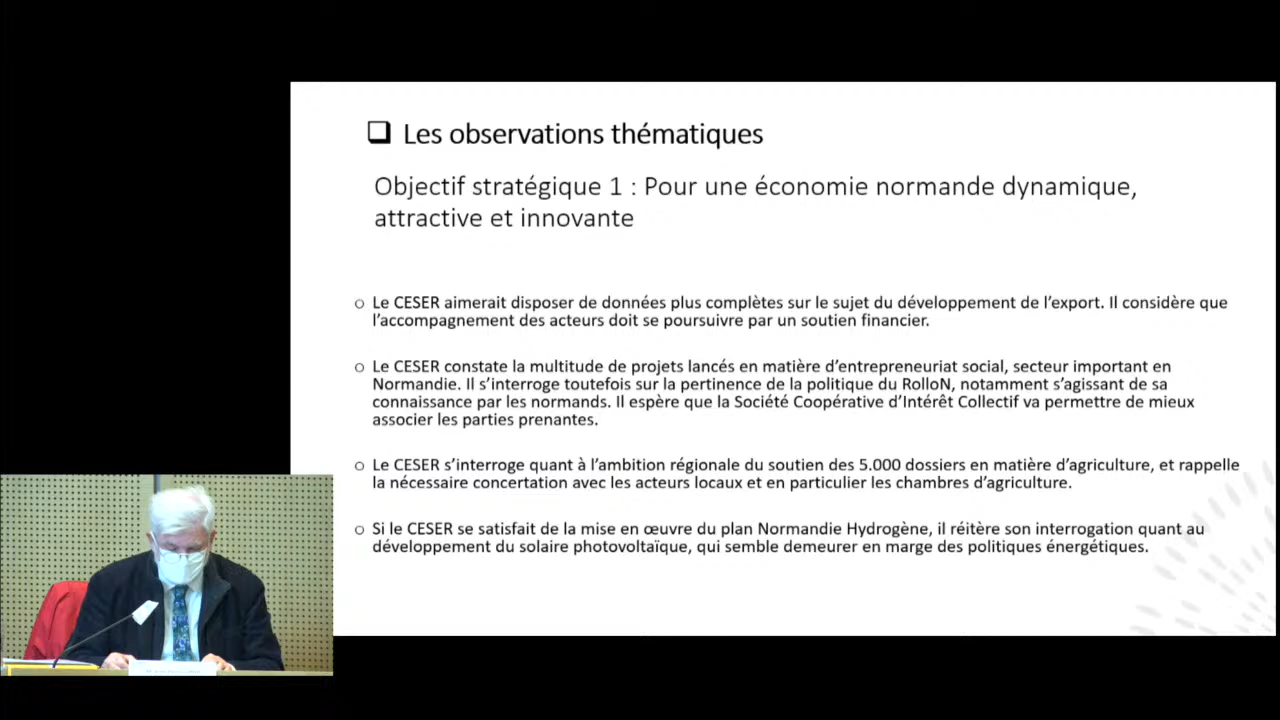 Les observations thématiques
Objectif stratégique 1 : Pour une économie normande dynamique,
attractive et innovante
o Le CESER aimerait disposer de données plus complètes sur le sujet du développement de l’export. Il considère que
l’accompagnement des acteurs doit se poursuivre par un soutien financier.
o Le CESER constate la multitude de projets lancés en matière d’entrepreneuriat social, secteur important en
Normandie. Il s’interroge toutefois sur la pertinence de la politique du RolloN, notamment s’agissant de sa
connaissance par les normands. Il espère que la Société Coopérative d’Intérêt Collectif va permettre de mieux
associer les parties prenantes.
o Le CESER s’interroge quant à l’ambition régionale du soutien des 5.000 dossiers en matière d’agriculture, et rappelle
la nécessaire concertation avec les acteurs locaux et en particulier les chambres d’agriculture.
o Si le CESER se satisfait de la mise en œuvre du plan Normandie Hydrogène, il réitère son interrogation quant au
développement du solaire photovoltaïque, qui semble demeurer en marge des politiques énergétiques.